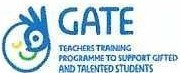 GATE
TEACHERS TRAINING
PROGRAMME TO SUPPORT GIFTED
AND TALENTED STUDENTS